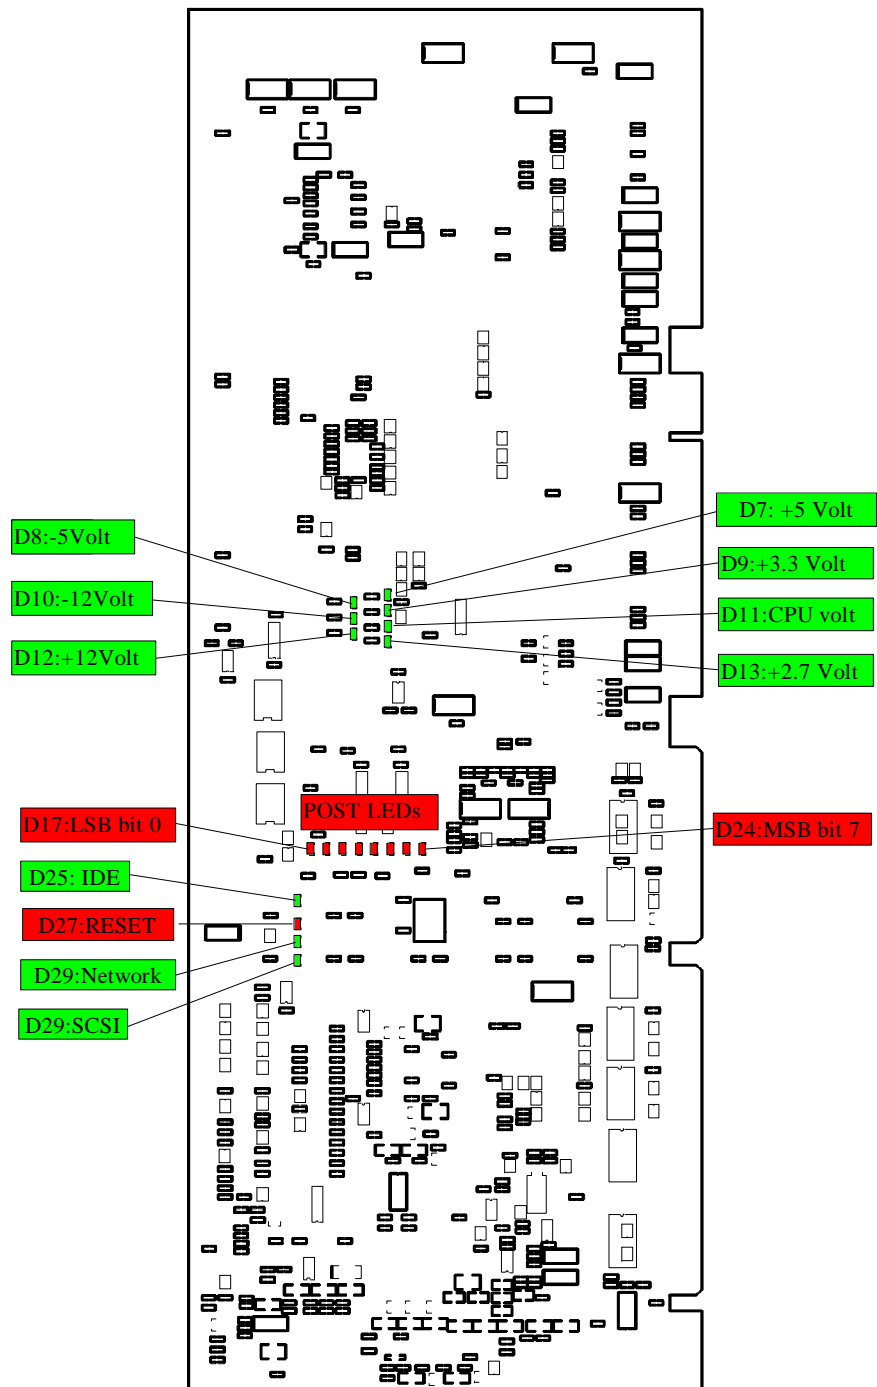 D8:-5Volt
D7: +5 Volt
D10:-12Volt
D9:+3.3 Volt
D12:+12Volt
D11:CPU volt
D13:+2.7 Volt
POST LEDs
D17:LSB bit 0
D24:MSB bit 7
D25: IDE
D27:RESET
D29:Network
D29:SCSI